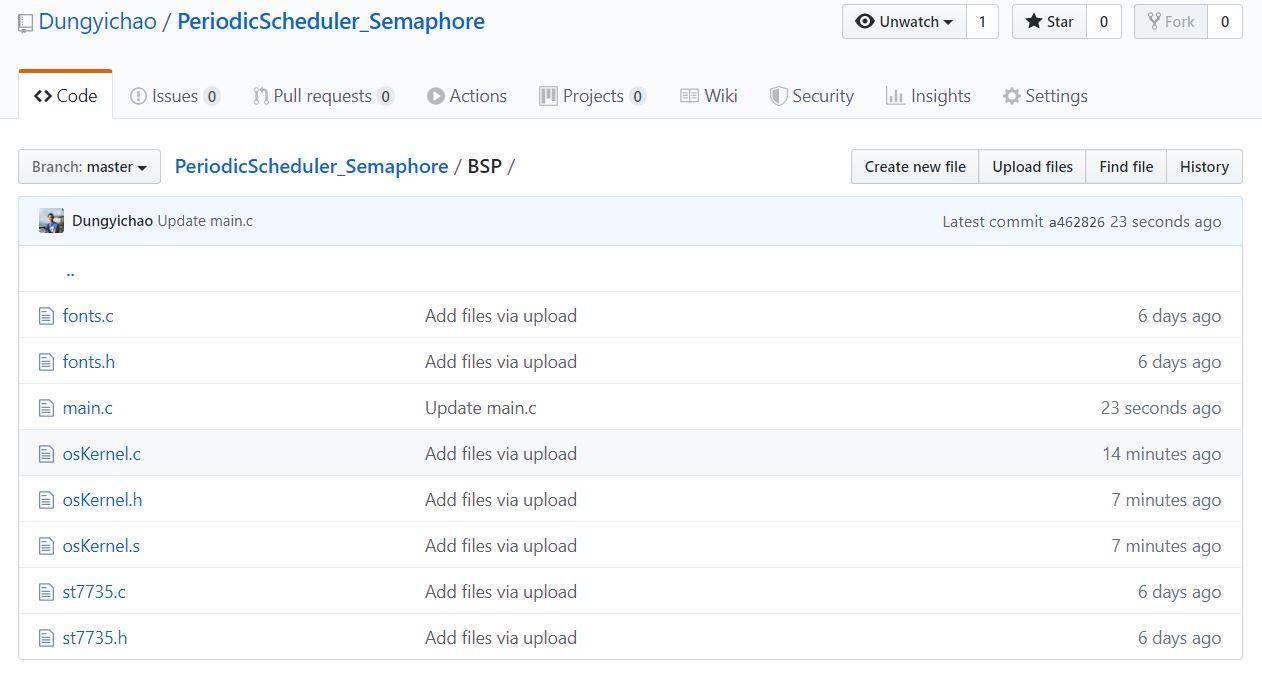 Dungyichao / PeriodicScheduler_Semaphore Unwatch 1 Star 0 Fork 0
Code Issues 0 Pull requests 0 Actions Projects 0 Wiki Security Insights Settings
Branch: master PeriodicScheduler_Semaphore / BSP / Create new file Upload files Find file History
Dungyichao Update main.c Latest commit a462826 23 seconds ago
..
fonts.c Add files via upload 6 days ago
fonts.h Add files via upload 6 days ago
main.c Update main.c 23 seconds ago
osKernel.c Add files via upload 14 minutes ago
osKernel.h Add files via upload 7 minutes ago
osKernel.s Add files via upload 7 minutes ago
st7735.c Add files via upload 6 days ago
st7735.h Add files via upload 6 days ago